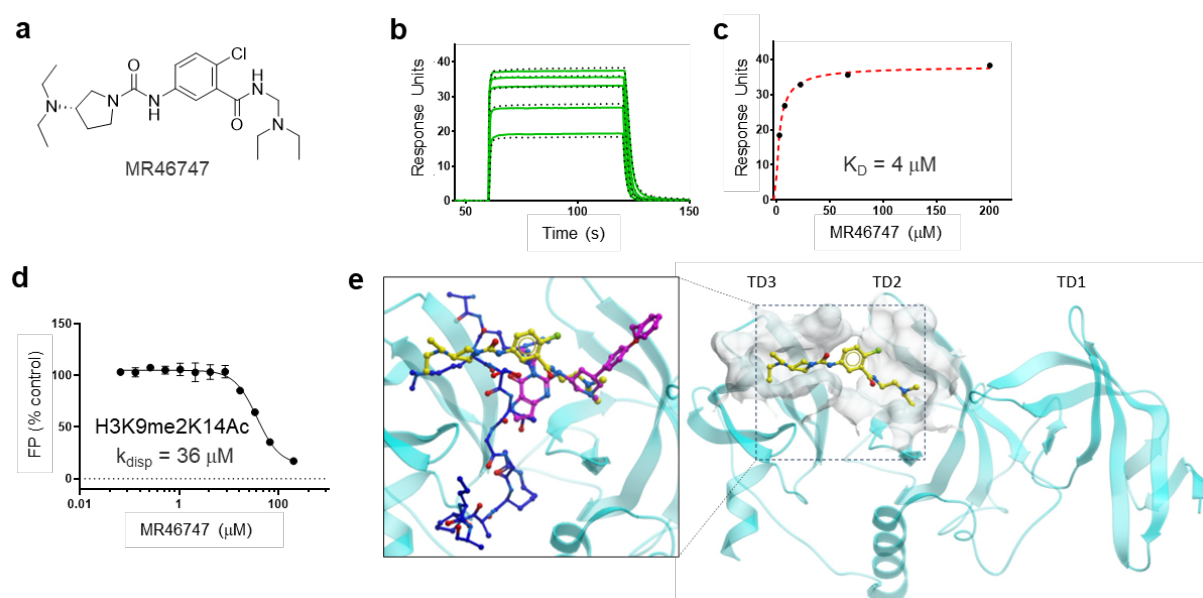 a
Cl
O
H
N
N
N
N
H
O
N
MR46747
b
Response Units
40
30
20
10
0
50
100
150
Time (s)
c
Response Units
40
30
20
10
0
K_D = 4 μM
0
50
100
150
200
MR46747 (μM)
d
FP (% control)
150
100
50
0
H3K9me2K14Ac
k_disp = 36 μM
0.01
1
100
MR46747 (μM)
e
TD3
TD2
TD1